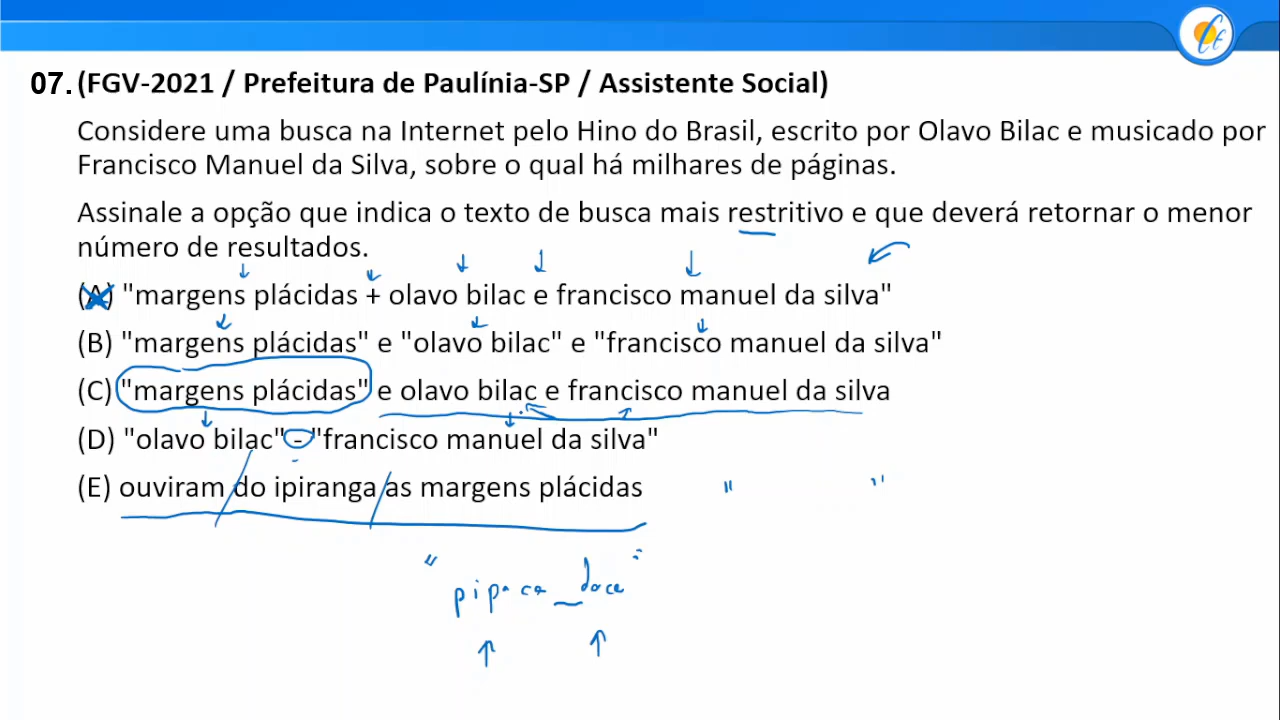 07. (FGV-2021 / Prefeitura de Paulínia-SP / Assistente Social)
Considere uma busca na Internet pelo Hino do Brasil, escrito por Olavo Bilac e musicado por
Francisco Manuel da Silva, sobre o qual há milhares de páginas.
Assinale a opção que indica o texto de busca mais restritivo e que deverá retornar o menor
número de resultados.
(A) "margens plácidas + olavo bilac e francisco manuel da silva"
(B) "margens plácidas" e "olavo bilac" e "francisco manuel da silva"
(C) "margens plácidas" e olavo bilac e francisco manuel da silva
(D) "olavo bilac" - "francisco manuel da silva"
(E) ouviram do ipiranga as margens plácidas " "
"pipoca_doce"